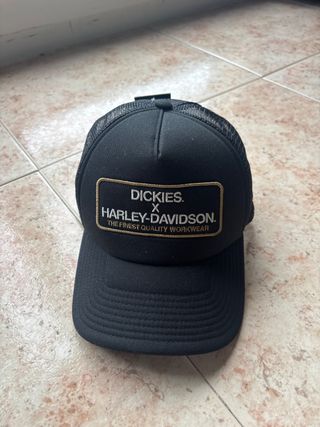 DICKIES.
X
HARLEY-DAVIDSON.
THE FINEST QUALITY WORKWEAR